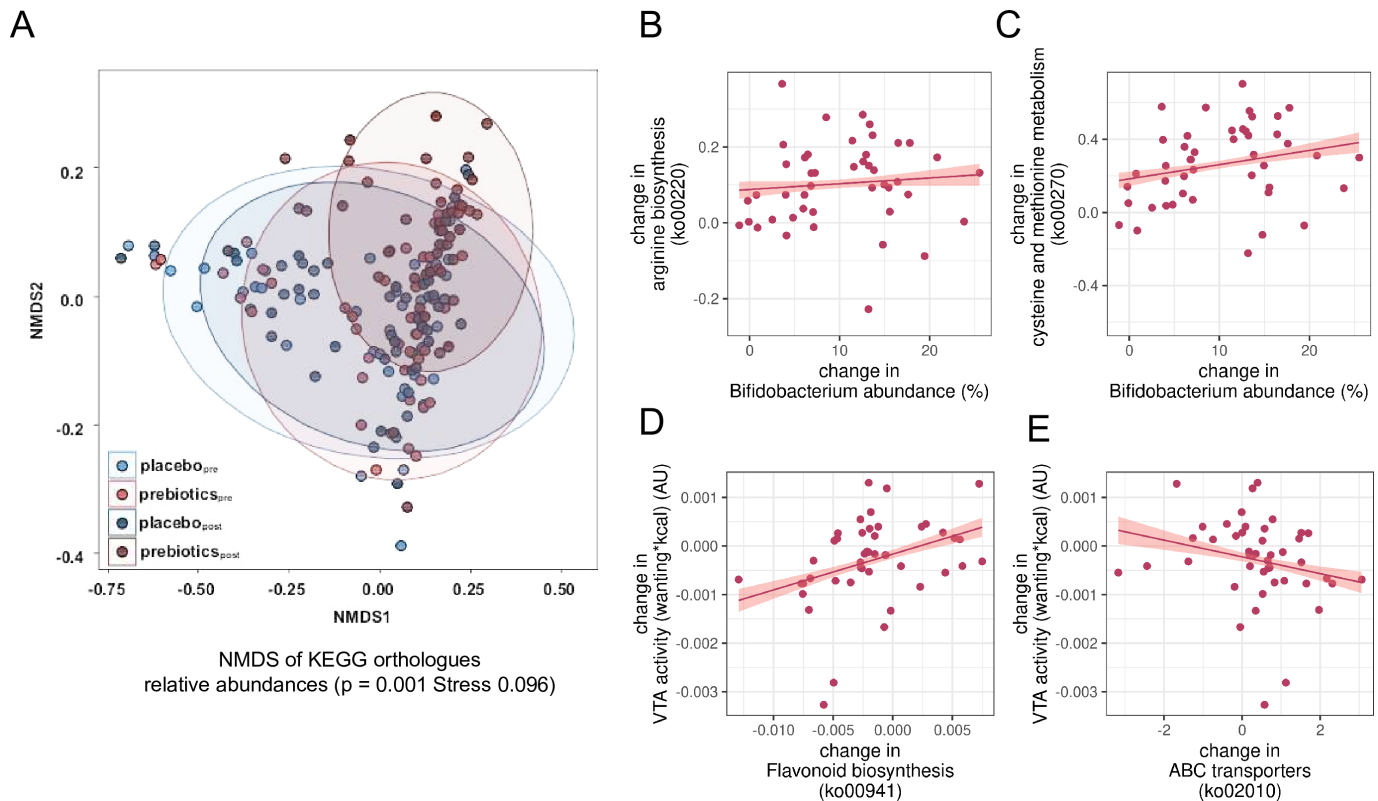 A
NMDS2
0.2
0.0
-0.2
-0.4
placebopre
prebioticspre
placebopost
prebioticspost
-0.75
-0.50
-0.25
0.00
0.25
0.50
NMDS1
NMDS of KEGG orthologues
relative abundances (p = 0.001 Stress 0.096)
B
change in
arginine biosynthesis
(ko00220)
0.2
0.0
-0.2
0
10
20
change in
Bifidobacterium abundance (%)
C
change in
cysteine and methionine metabolism
(ko00270)
0.4
0.0
-0.4
0
10
20
change in
Bifidobacterium abundance (%)
D
change in
VTA activity (wanting*kcal) (AU)
0.001
0.000
-0.001
-0.002
-0.003
-0.010
-0.005
0.000
0.005
change in
Flavonoid biosynthesis
(ko00941)
E
change in
VTA activity (wanting*kcal) (AU)
0.001
0.000
-0.001
-0.002
-0.003
-2
0
2
change in
ABC transporters
(ko02010)